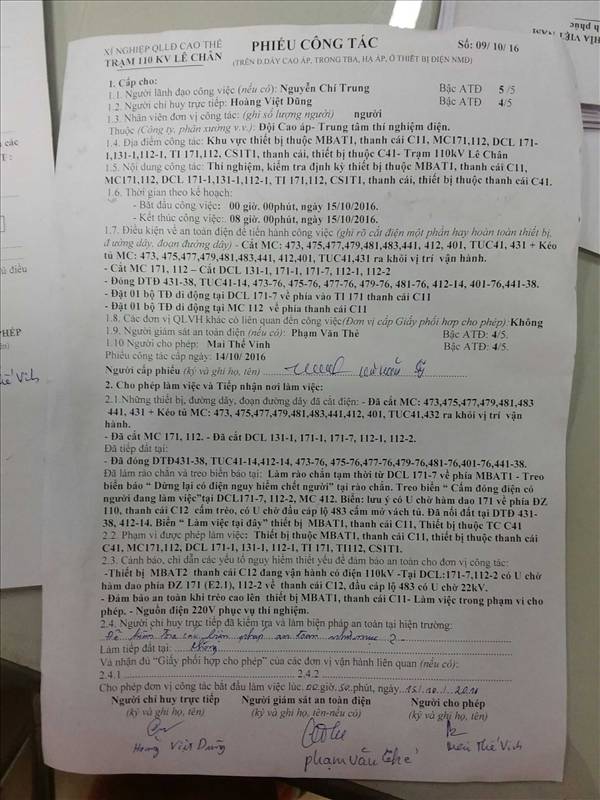 XÍ NGHIỆP QLLĐ CAO THẾ
TRẠM 110 KV LÊ CHÂN
PHIẾU CÔNG TÁC
Số: 09/ 10/ 16
(TRÊN Đ.DÂY CAO ÁP, TRONG TBA, HẠ ÁP, Ở THIẾT BỊ ĐIỆN NMĐ)
1. Cấp cho:
1.1. Người lãnh đạo công việc (nếu có): Nguyễn Chí Trung Bậc ATĐ 5 /5
1.2. Người chỉ huy trực tiếp: Hoàng Việt Dũng Bậc ATĐ 4/5
1.3. Nhân viên đơn vị công tác: (ghi số lượng người) người
Thuộc (Công ty, phân xưởng v.v.): Đội Cao áp- Trung tâm thí nghiệm điện.
1.4. Địa điểm công tác: Khu vực thiết bị thuộc MBAT1, thanh cái C11, MC171,112, DCL 171-
1,131-1,112-1, TI 171,112, CS1T1, thanh cái, thiết bị thuộc C41- Trạm 110kV Lê Chân
1.5. Nội dung công tác: Thí nghiệm, kiểm tra định kỳ thiết bị thuộc MBAT1, thanh cái C11,
MC171,112, DCL 171-1,131-1,112-1, TI 171,112, CS1T1, thanh cái, thiết bị thuộc thanh cái C41.
1.6. Thời gian theo kế hoạch:
- Bắt đầu công việc: 00 giờ. 00phút, ngày 15/10/2016.
- Kết thúc công việc:. 08 giờ. 00phút, ngày 15/10/2016.
1.7. Điều kiện về an toàn điện để tiến hành công việc (ghi rõ cắt điện một phần hay hoàn toàn thiết bị,
đường dây, đoạn đường dây) - Cắt MC: 473, 475,477,479,481,483,441, 412, 401, TUC41, 431 + Kéo
tủ MC: 473, 475,477,479,481,483,441, 412,401, TUC41,431 ra khỏi vị trí vận hành.
- Cắt MC 171, 112 – Cắt DCL 131-1, 171-1, 171-7, 112-1, 112-2
- Đóng DTĐ 431-38, TUC41-14, 473-76, 475-76, 477-76, 479-76, 481-76, 412-14, 401-76,441-38.
- Đặt 01 bộ TĐ di động tại DCL 171-7 về phía vào TI 171 thanh cái C11
- Đặt 01 bộ TĐ di động tại MC 112 về phía thanh cái C11
1.8. Các đơn vị QLVH khác có liên quan đến công việc(Đơn vị cấp Giấy phối hợp cho phép):Không
1.9. Người giám sát an toàn điện (nếu có): Phạm Văn Thê Bậc ATĐ: 4/5.
1.10 Người cho phép: Mai Thế Vinh Bậc ATĐ: 4/5.
Phiếu công tác cấp ngày: 14/10/ 2016
Người cấp phiếu (ký và ghi họ, tên)
2. Cho phép làm việc và Tiếp nhận nơi làm việc:
2.1.Những thiết bị, đường dây, đoạn đường dây đã cắt điện: - Đã cắt MC: 473,475,477,479,481,483
441, 431 + Kéo tủ MC: 473, 475,477,479,481,483,441,412, 401, TUC41,432 ra khỏi vị trí vận
hành.
- Đã cắt MC 171, 112. - Đã cắt DCL 131-1, 171-1, 171-7, 112-1, 112-2.
Đã tiếp đất tại:
- Đã đóng DTĐ431-38, TUC41-14,412-14, 473-76, 475-76,477-76,479-76,481-76,401-76,441-38.
Đã làm rào chắn và treo biển báo tại: Làm rào chắn tạm thời từ DCL 171-7 về phía MBAT1 - Treo
biển báo “ Dừng lại có điện nguy hiểm chết người” tại rào chắn. Treo biển “ Cấm đóng điện có
người đang làm việc”tại DCL171-7, 112-2, MC 412. Biển: lưu ý có U chờ hàm dao 171 về phía ĐZ
110, thanh cái C12 cấm trèo, có U chờ đầu cáp lộ 483 cấm mở vách tủ. Đã nối đất tại DTĐ 431-
38, 412-14. Biển “ Làm việc tại đây” thiết bị MBAT1, thanh cái C11, Thiết bị thuộc TC C41
2.2. Phạm vi được phép làm việc: Thiết bị thuộc MBAT1, thanh cái C11, thiết bị thuộc thanh cái
C41, MC171,112, DCL 171-1, 131-1, 112-1, TI 171, TI112, CS1T1.
2.3. Cảnh báo, chỉ dẫn các yếu tố nguy hiểm thiết yếu để đảm bảo an toàn cho đơn vị công tác:
-Thiết bị MBAT2 thanh cái C12 đang vận hành có điện 110kV -Tại DCL:171-7,112-2 có U chờ
hàm dao phía ĐZ 171 (E2.1), 112-2 về thanh cái C12, đầu cáp lộ 483 có U chờ 22kV.
- Đảm bảo an toàn khi trèo cao lên thiết bị MBAT1, thanh cái C11- Làm việc trong phạm vi cho
phép. - Nguồn điện 220V phục vụ thí nghiệm.
2.4. Người chỉ huy trực tiếp đã kiểm tra và làm biện pháp an toàn tại hiện trường:
Đã kiểm tra các biện pháp an toàn như mục 2
Làm tiếp đất tại: Không
Và nhận đủ “Giấy phối hợp cho phép” của các đơn vị vận hành liên quan (nếu có):
2.4.1 2.4.2
Cho phép đơn vị công tác bắt đầu làm việc lúc 00 giờ 50 phút, ngày 15/10/2016
Người chỉ huy trực tiếp Người giám sát an toàn điện Người cho phép
(ký và ghi họ, tên) (ký và ghi họ, tên-nếu có) (ký và ghi họ, tên)
Hoàng Việt Dũng phạm văn thê Mai Thế Vinh